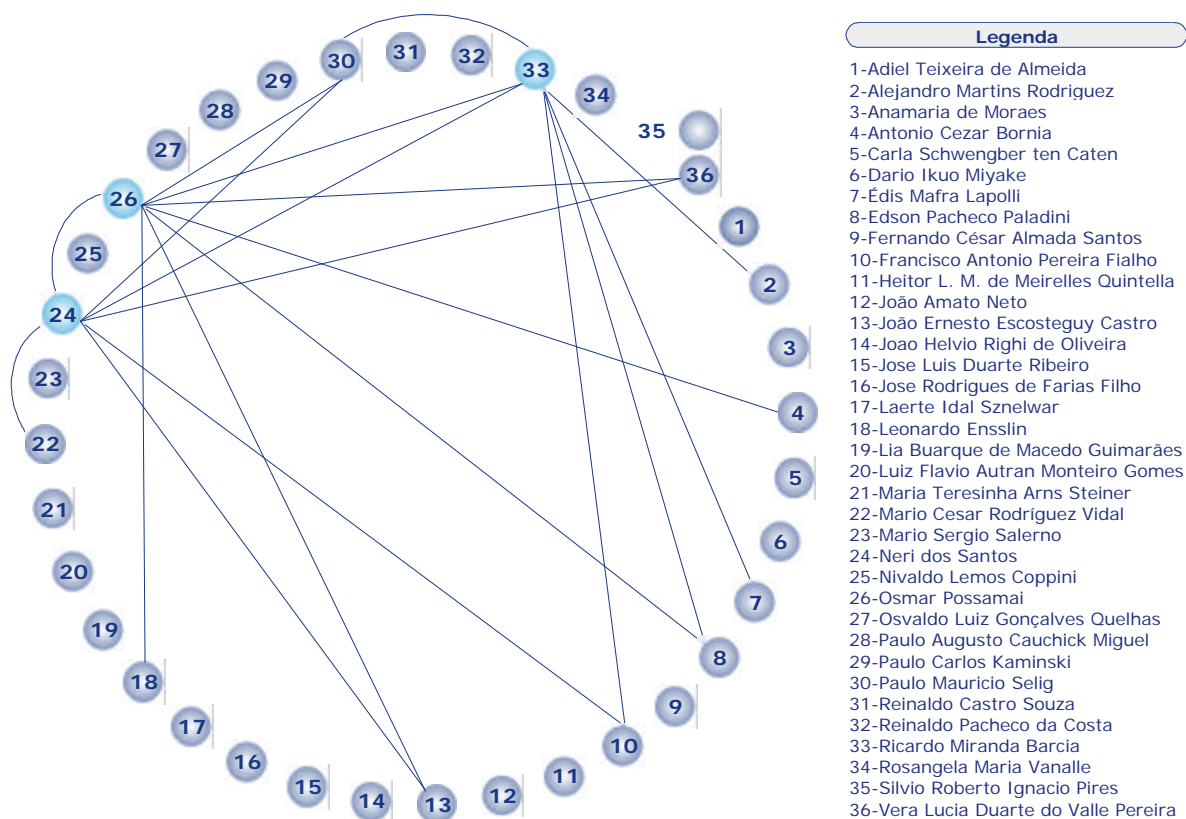 30
31
32
33
34
35
36
1
2
3
4
5
6
7
8
9
10
11
12
13
14
15
16
17
18
19
20
21
22
23
24
25
26
27
28
29
Legenda
1-Adiel Teixeira de Almeida
2-Alejandro Martins Rodriguez
3-Anamaria de Moraes
4-Antonio Cezar Bornia
5-Carla Schwengber ten Caten
6-Dario Ikuo Miyake
7-Édis Mafra Lapolli
8-Edson Pacheco Paladini
9-Fernando César Almada Santos
10-Francisco Antonio Pereira Fialho
11-Heitor L. M. de Meirelles Quintella
12-João Amato Neto
13-João Ernesto Escosteguy Castro
14-Joao Helvio Righi de Oliveira
15-Jose Luis Duarte Ribeiro
16-Jose Rodrigues de Farias Filho
17-Laerte Idal Sznelwar
18-Leonardo Ensslin
19-Lia Buarque de Macedo Guimarães
20-Luiz Flavio Autran Monteiro Gomes
21-Maria Teresinha Arns Steiner
22-Mario Cesar Rodríguez Vidal
23-Mario Sergio Salerno
24-Neri dos Santos
25-Nivaldo Lemos Coppini
26-Osmar Possamai
27-Osvaldo Luiz Gonçalves Quelhas
28-Paulo Augusto Cauchick Miguel
29-Paulo Carlos Kaminski
30-Paulo Mauricio Selig
31-Reinaldo Castro Souza
32-Reinaldo Pacheco da Costa
33-Ricardo Miranda Barcia
34-Rosangela Maria Vanalle
35-Silvio Roberto Ignacio Pires
36-Vera Lucia Duarte do Valle Pereira